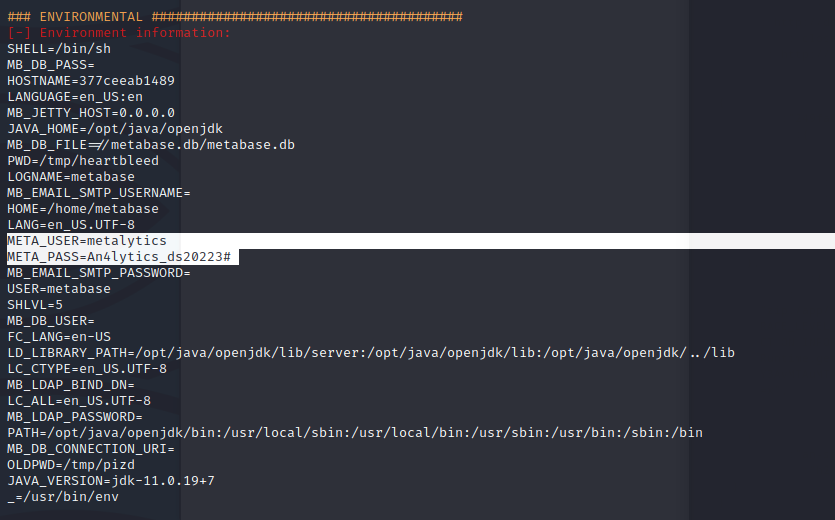 ### ENVIRONMENTAL #######################################
[-] Environment information:
SHELL=/bin/sh
MB_DB_PASS=
HOSTNAME=377ceeab1489
LANGUAGE=en_US:en
MB_JETTY_HOST=0.0.0.0
JAVA_HOME=/opt/java/openjdk
MB_DB_FILE=//metabase.db/metabase.db
PWD=/tmp/heartbleed
LOGNAME=metabase
MB_EMAIL_SMTP_USERNAME=
HOME=/home/metabase
LANG=en_US.UTF-8
META_USER=metalytics
META_PASS=An4lytics_ds20223#
MB_EMAIL_SMTP_PASSWORD=
USER=metabase
SHLVL=5
MB_DB_USER=
FC_LANG=en-US
LD_LIBRARY_PATH=/opt/java/openjdk/lib/server:/opt/java/openjdk/lib:/opt/java/openjdk/../lib
LC_CTYPE=en_US.UTF-8
MB_LDAP_BIND_DN=
LC_ALL=en_US.UTF-8
MB_LDAP_PASSWORD=
PATH=/opt/java/openjdk/bin:/usr/local/sbin:/usr/local/bin:/usr/sbin:/usr/bin:/sbin:/bin
MB_DB_CONNECTION_URI=
OLDPWD=/tmp/pizd
JAVA_VERSION=jdk-11.0.19+7
_=/usr/bin/env